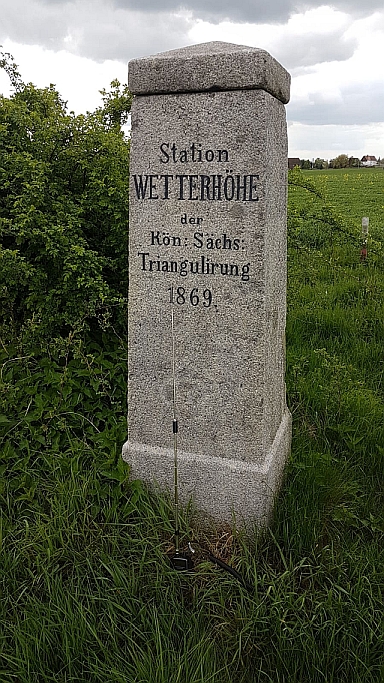 Station
WETTERHÖHE
der
Kön: Sächs:
Triangulirung
1869.